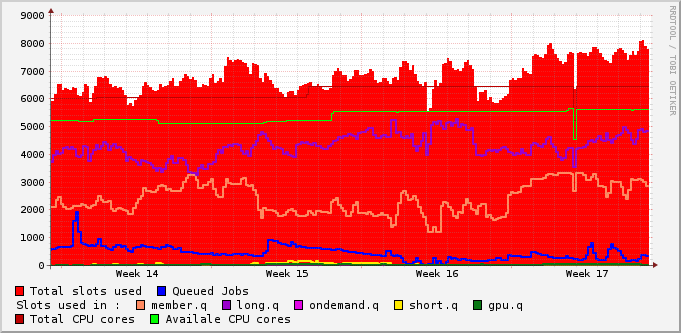 RRDTOOL / TOBI OETIKER
9000
8000
7000
6000
5000
4000
3000
2000
1000
0
Week 14 Week 15 Week 16 Week 17
Total slots used Queued Jobs
Slots used in : member.q long.q ondemand.q short.q gpu.q
Total CPU cores Availale CPU cores